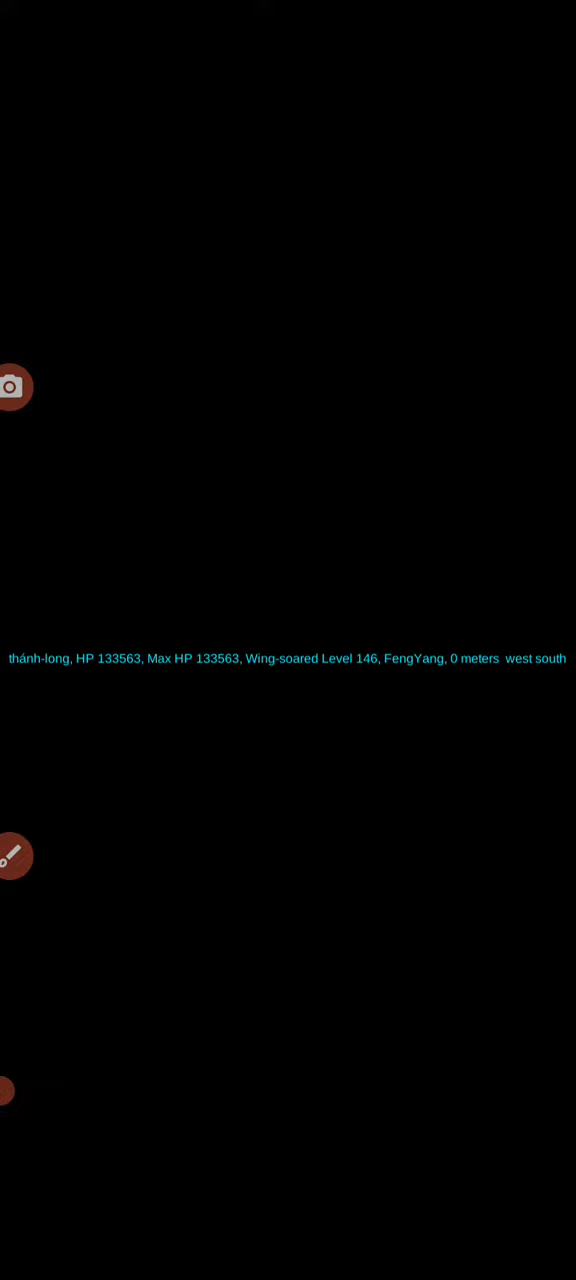 thánh-long, HP 133563, Max HP 133563, Wing-soared Level 146, FengYang, 0 meters  west south